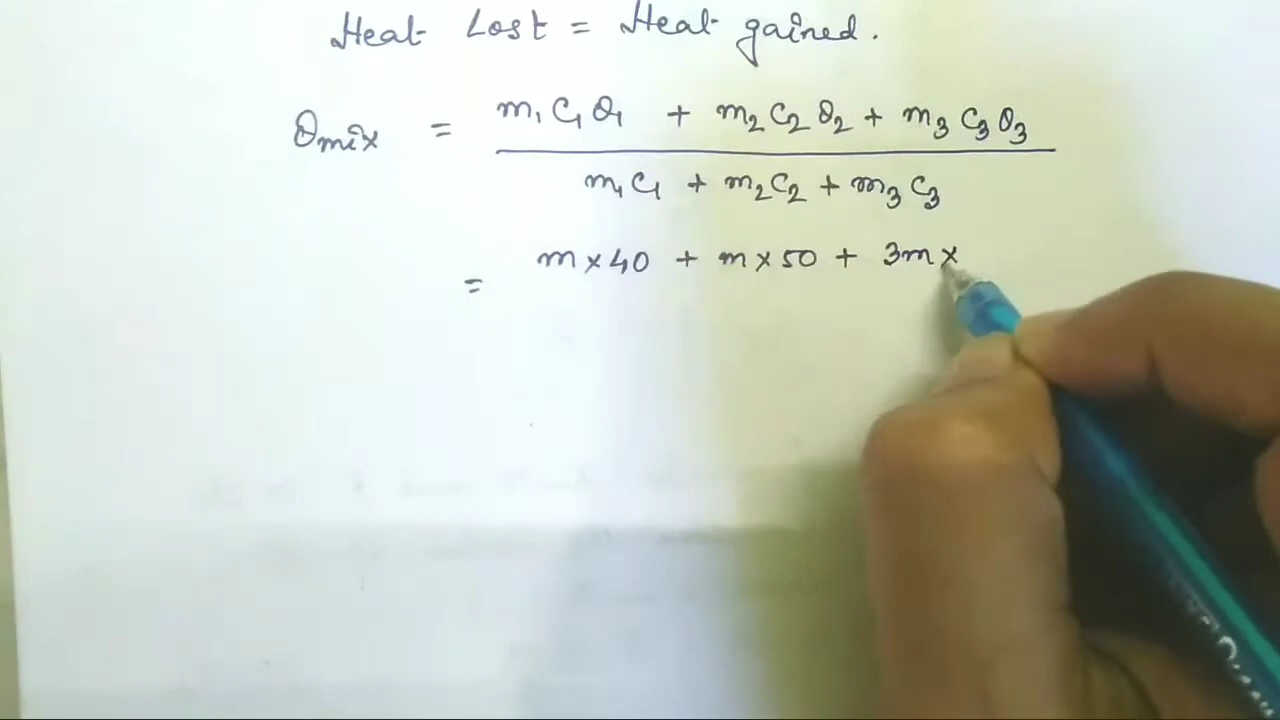 Heat Lost = Heat gained.
θmix = m₁C₁θ₁ + m₂C₂θ₂ + m₃C₃θ₃
m₁C₁ + m₂C₂ + m₃C₃
= m×40 + m×50 + 3m×